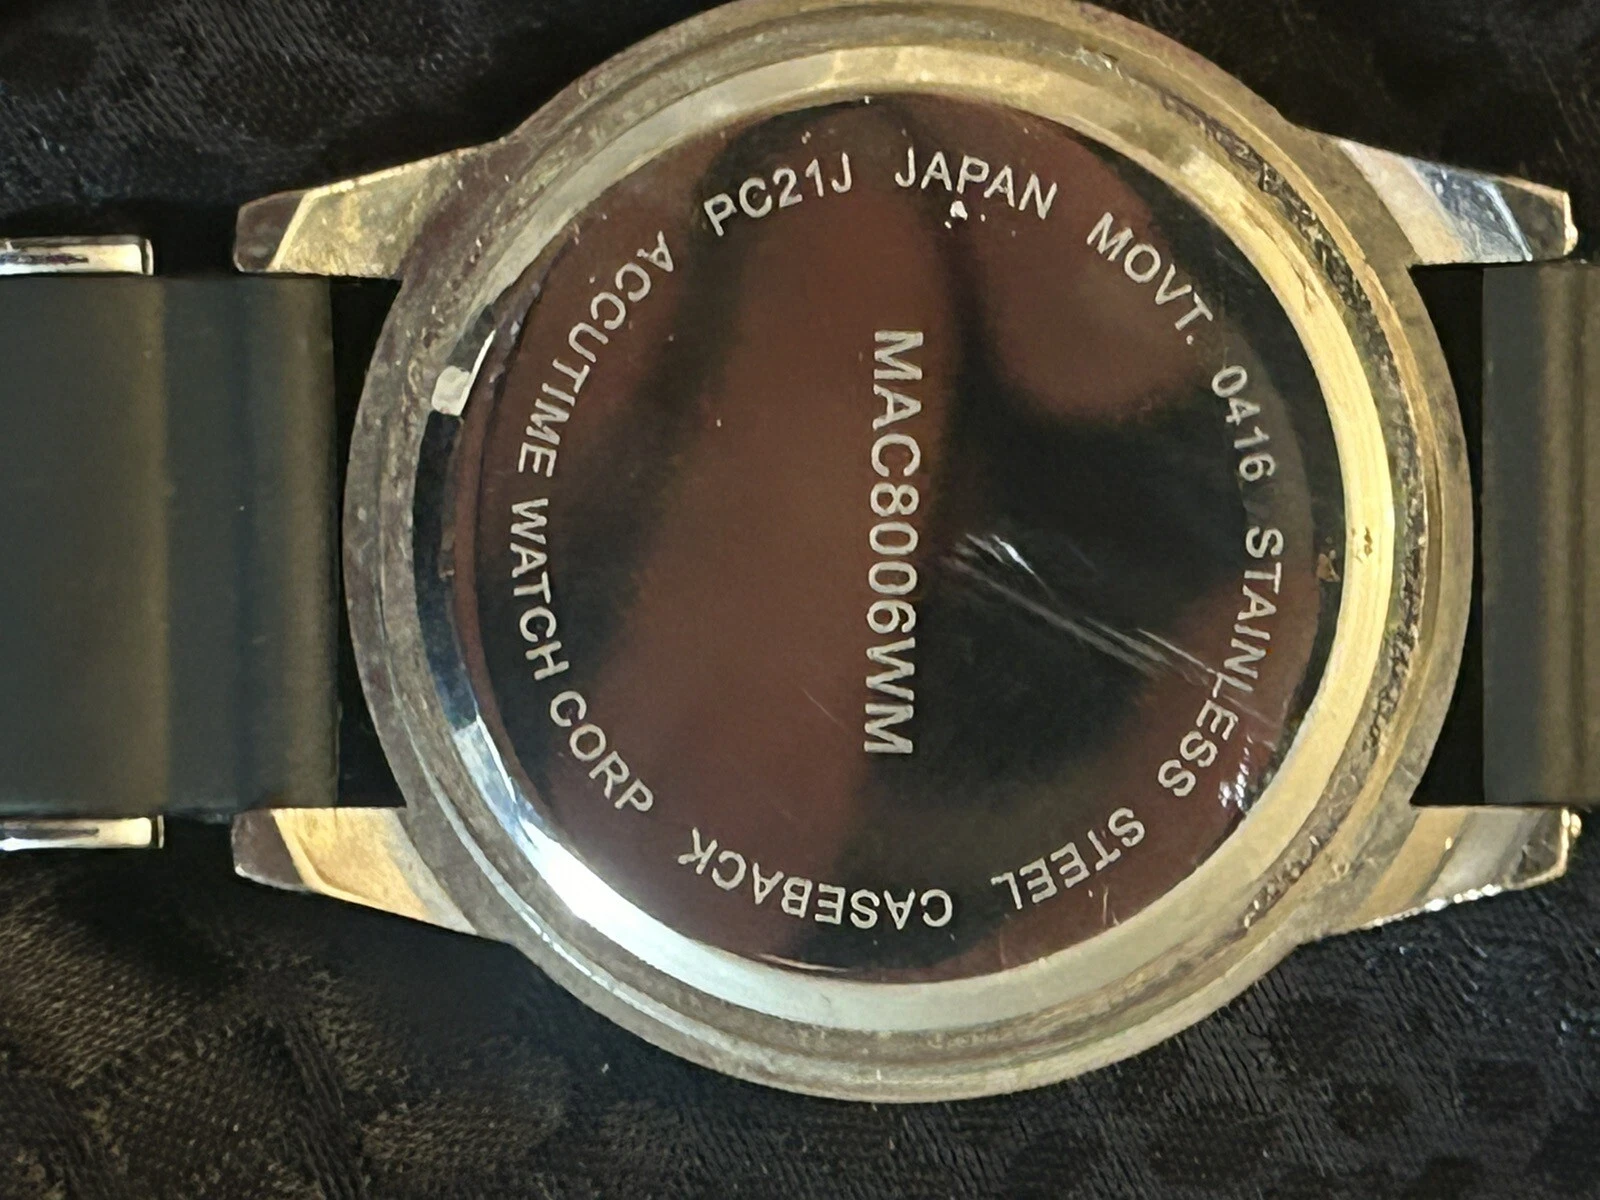 ACCUTIME WATCH CORP PC21J JAPAN MOVT. 0416 STAINLESS STEEL CASEBACK
MAC8006WM